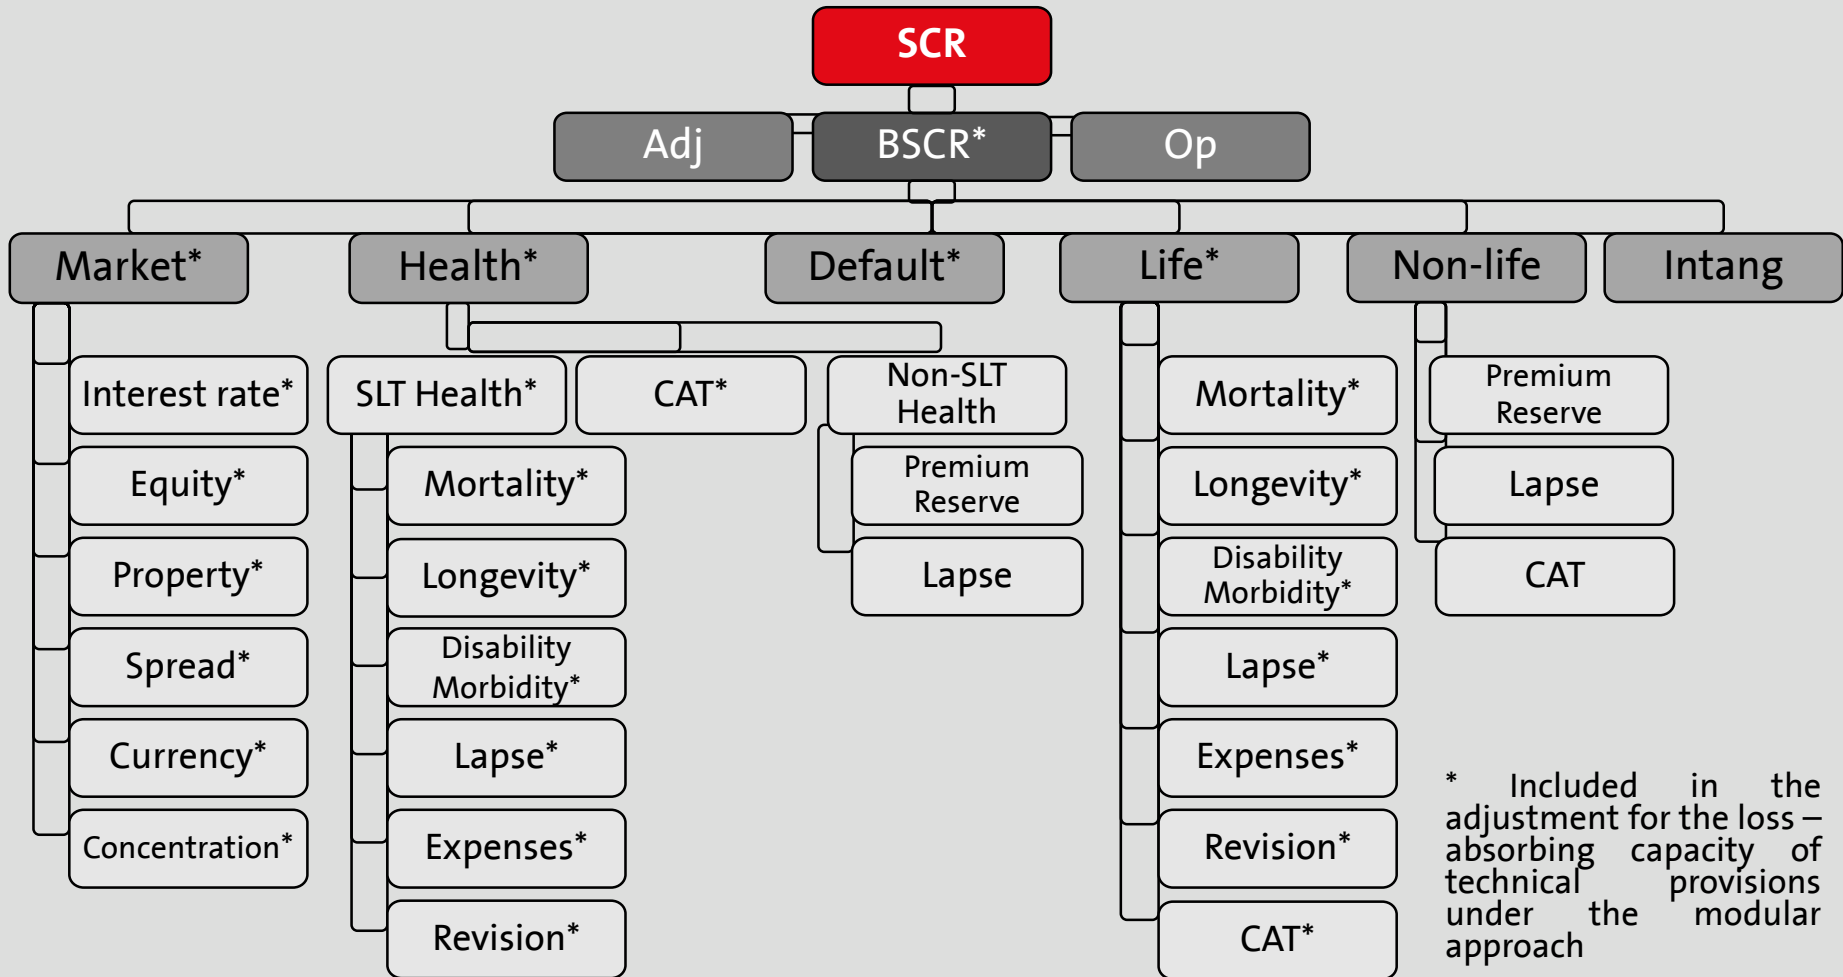 SCR
Adj
BSCR*
Op
Market*
Health*
Default*
Life*
Non-life
Intang
Interest rate*
Equity*
Property*
Spread*
Currency*
Concentration*
SLT Health*
Mortality*
Longevity*
Disability
Morbidity*
Lapse*
Expenses*
Revision*
CAT*
Non-SLT
Health
Premium
Reserve
Lapse
Mortality*
Longevity*
Disability
Morbidity*
Lapse*
Expenses*
Revision*
CAT*
Premium
Reserve
Lapse
CAT
* Included in the
adjustment for the loss –
absorbing capacity of
technical provisions
under the modular
approach